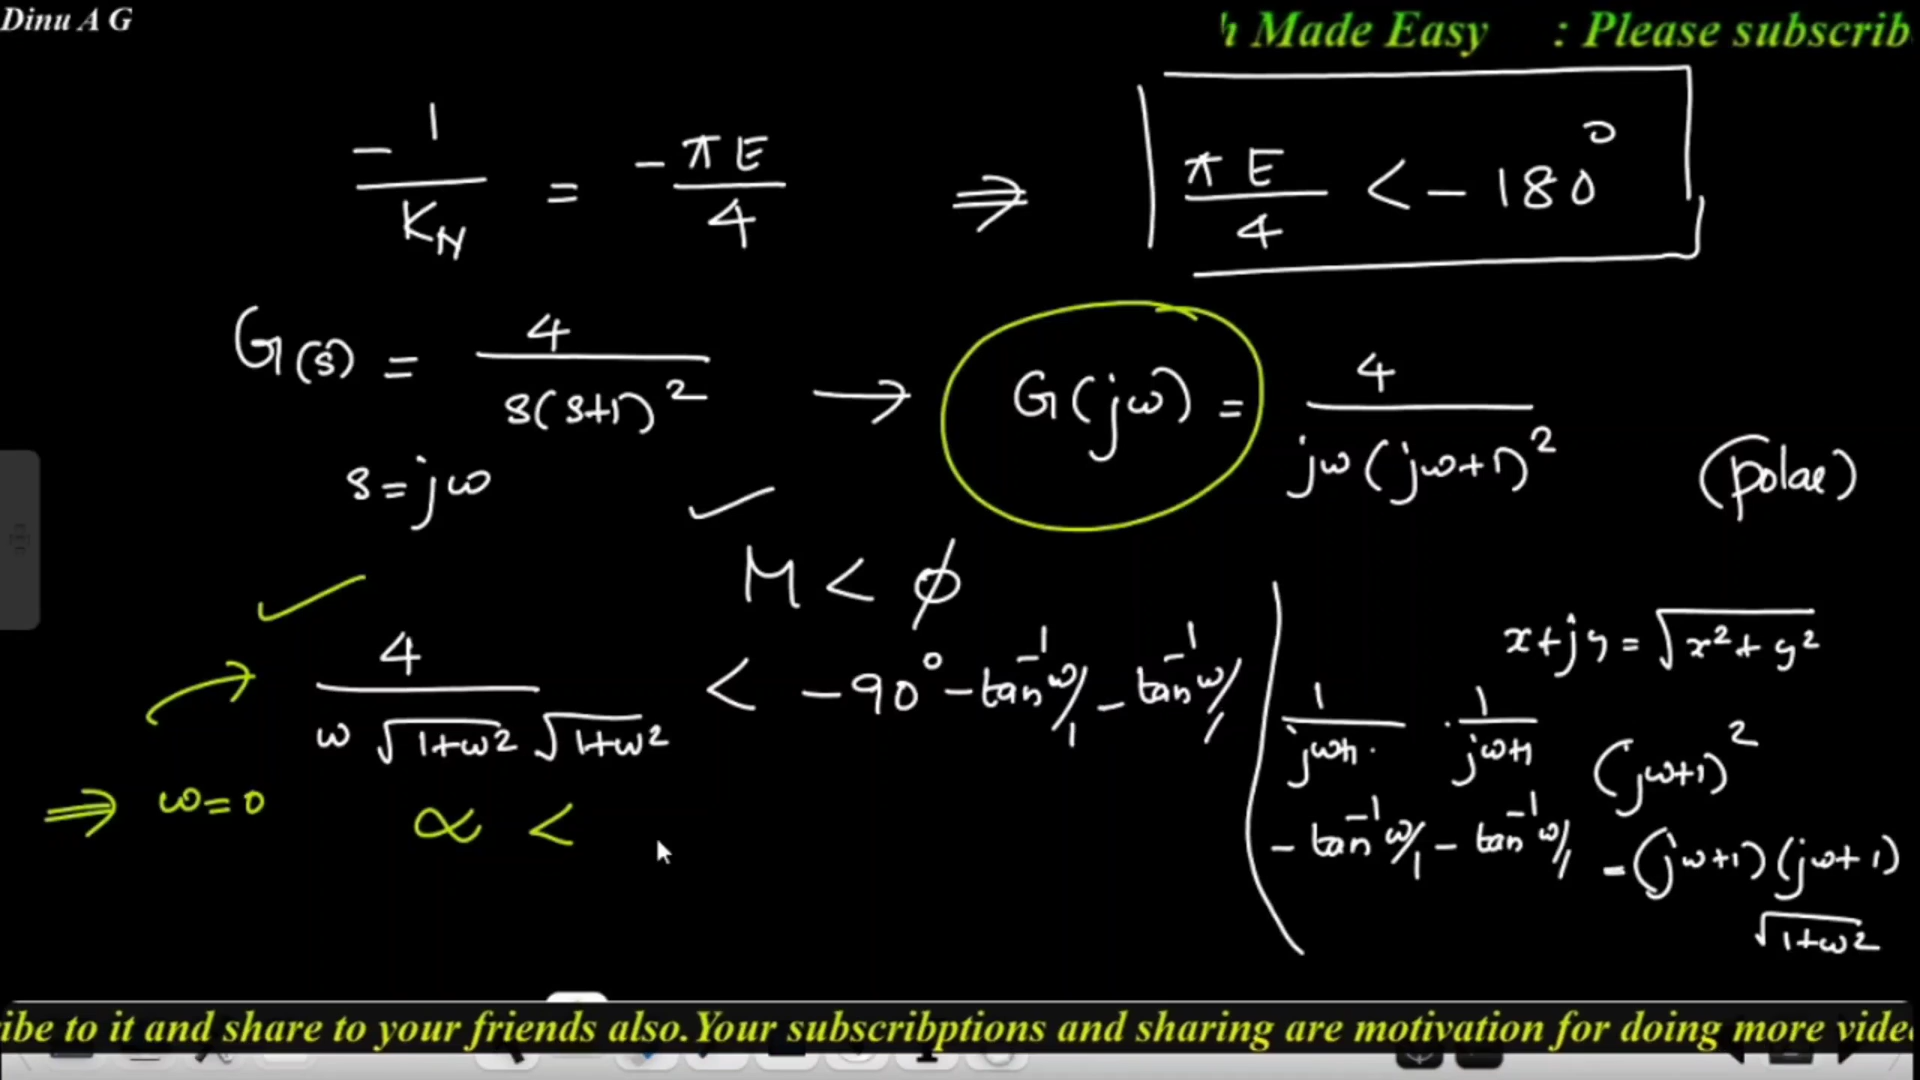 Dinu A G
h Made Easy : Please subscrib
-1/K_N = -πE/4 ⇒ πE/4 < -180°
G(s) = 4/s(s+1)² → G(jω) = 4/jω(jω+1)² (polar)
s=jω
M < φ
4/ω√1+ω² √1+ω² < -90° - tan⁻¹ω/1 - tan⁻¹ω/1
⇒ ω=0 ∝ <
x+jy = √x²+y²
1/jω+1 · 1/jω+1 (jω+1)²
- tan⁻¹ω/1 - tan⁻¹ω/1 = (jω+1)(jω+1)
√1+ω²
ibe to it and share to your friends also.Your subscribptions and sharing are motivation for doing more vide